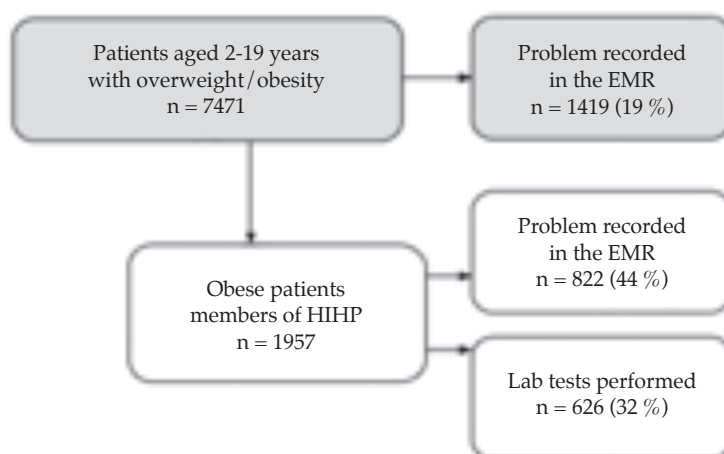 Patients aged 2-19 years
with overweight/obesity
n = 7471
Problem recorded
in the EMR
n = 1419 (19 %)
Problem recorded
in the EMR
n = 822 (44 %)
Obese patients
members of HIHP
n = 1957
Lab tests performed
n = 626 (32 %)